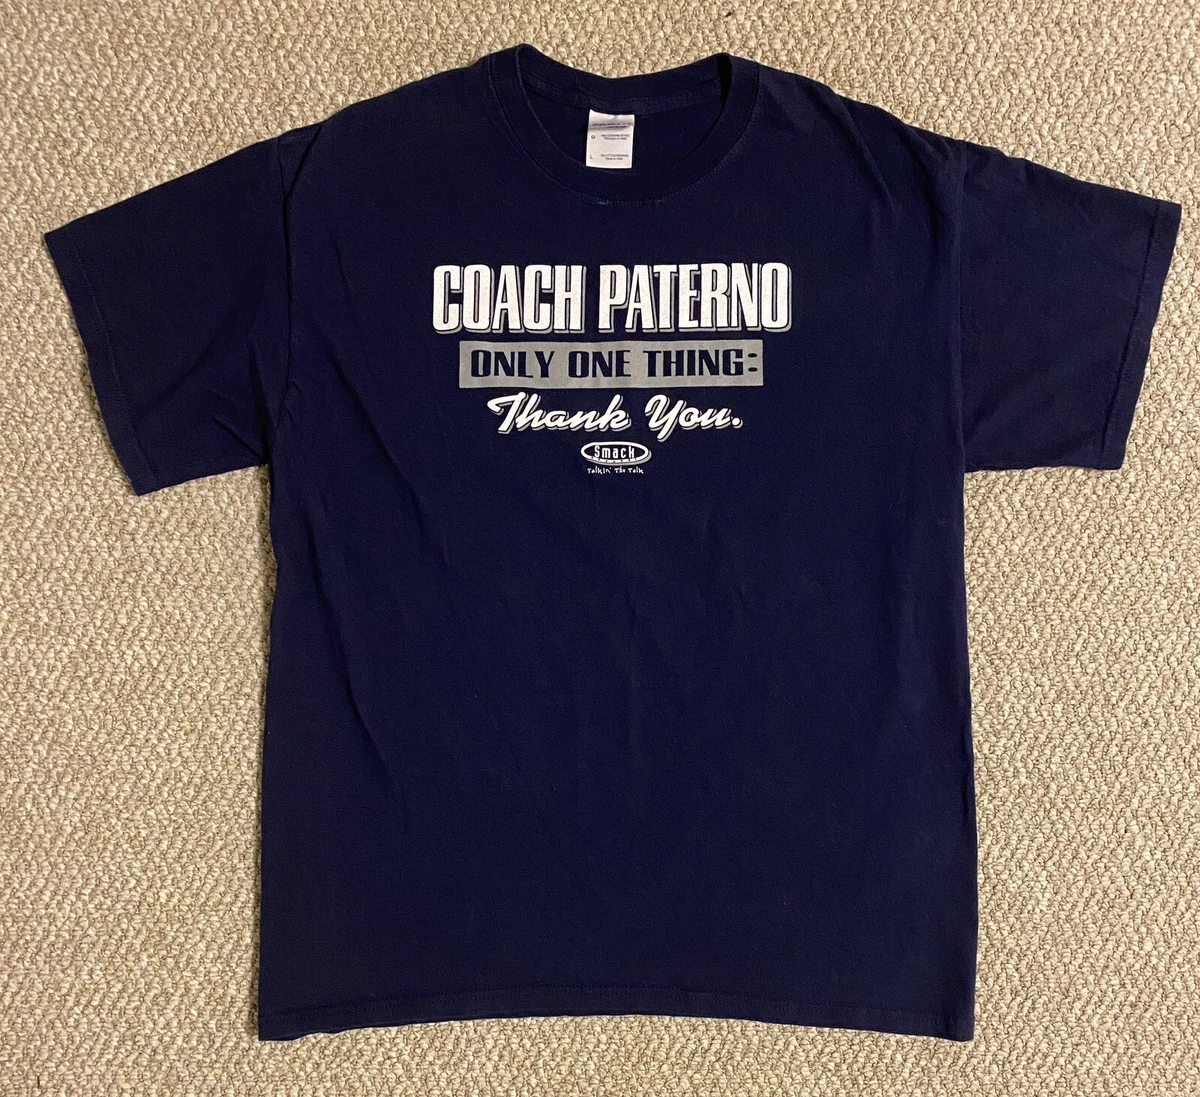 COACH PATERNO
ONLY ONE THING:
Thank You.
Smack
Talkin' The Talk